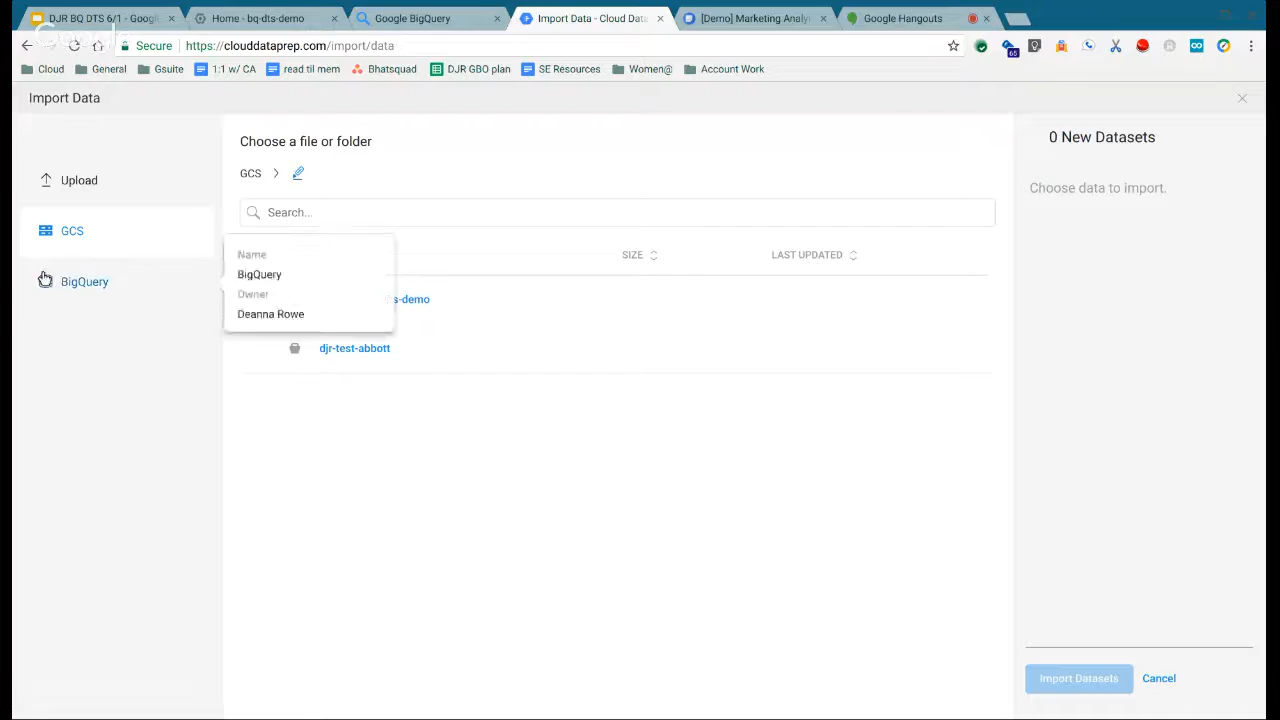 DJR BQ DTS 6/1 - Googl
Home - bq-dts-demo
Google BigQuery
Import Data - Cloud Data
[Demo] Marketing Analy
Google Hangouts
Google
Secure
https://clouddataprep.com/import/data
65
Cloud
General
Gsuite
1:1 w/ CA
read til mem
Bhatsquad
DJR GBO plan
SE Resources
Women@
Account Work
Import Data
Choose a file or folder
0 New Datasets
GCS
Upload
Choose data to import.
Search...
GCS
Name
SIZE
LAST UPDATED
BigQuery
BigQuery
Owner
s-demo
Deanna Rowe
djr-test-abbott
Import Datasets
Cancel